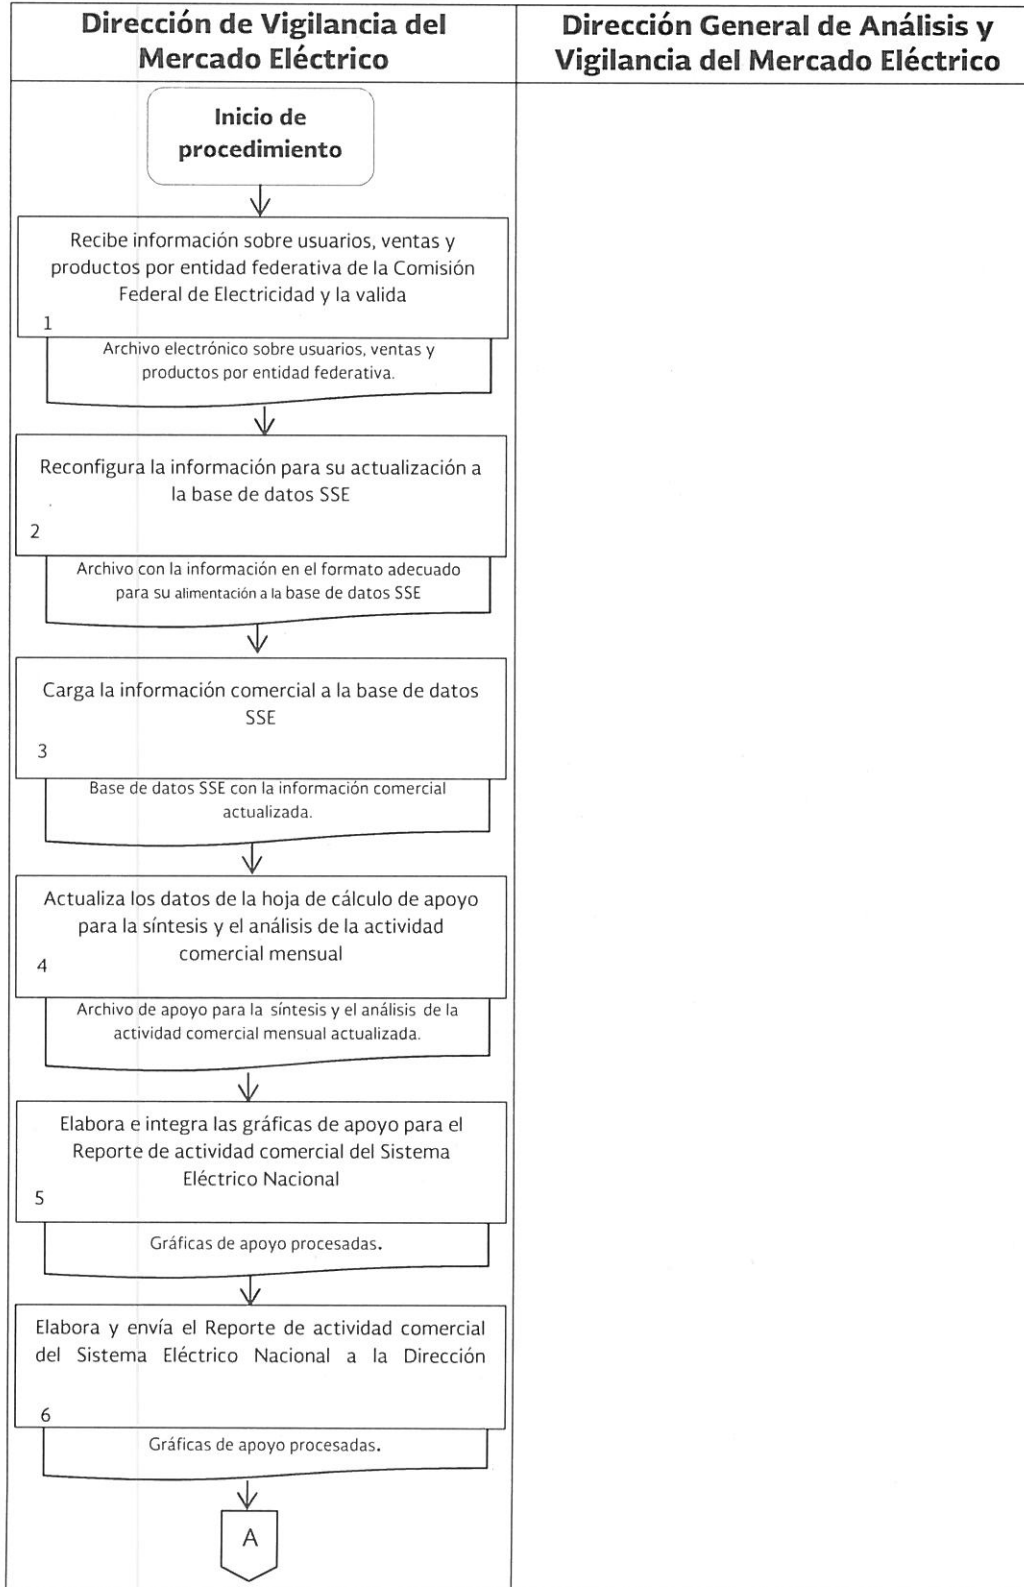 Dirección de Vigilancia del
Mercado Eléctrico
Dirección General de Análisis y
Vigilancia del Mercado Eléctrico
Inicio de
procedimiento
Recibe información sobre usuarios, ventas y
productos por entidad federativa de la Comisión
Federal de Electricidad y la valida
1
Archivo electrónico sobre usuarios, ventas y
productos por entidad federativa.
Reconfigura la información para su actualización a
la base de datos SSE
2
Archivo con la información en el formato adecuado
para su alimentación a la base de datos SSE
Carga la información comercial a la base de datos
SSE
3
Base de datos SSE con la información comercial
actualizada.
Actualiza los datos de la hoja de cálculo de apoyo
para la síntesis y el análisis de la actividad
comercial mensual
4
Archivo de apoyo para la síntesis y el análisis de la
actividad comercial mensual actualizada.
Elabora e integra las gráficas de apoyo para el
Reporte de actividad comercial del Sistema
Eléctrico Nacional
5
Gráficas de apoyo procesadas.
Elabora y envía el Reporte de actividad comercial
del Sistema Eléctrico Nacional a la Dirección
6
Gráficas de apoyo procesadas.
A